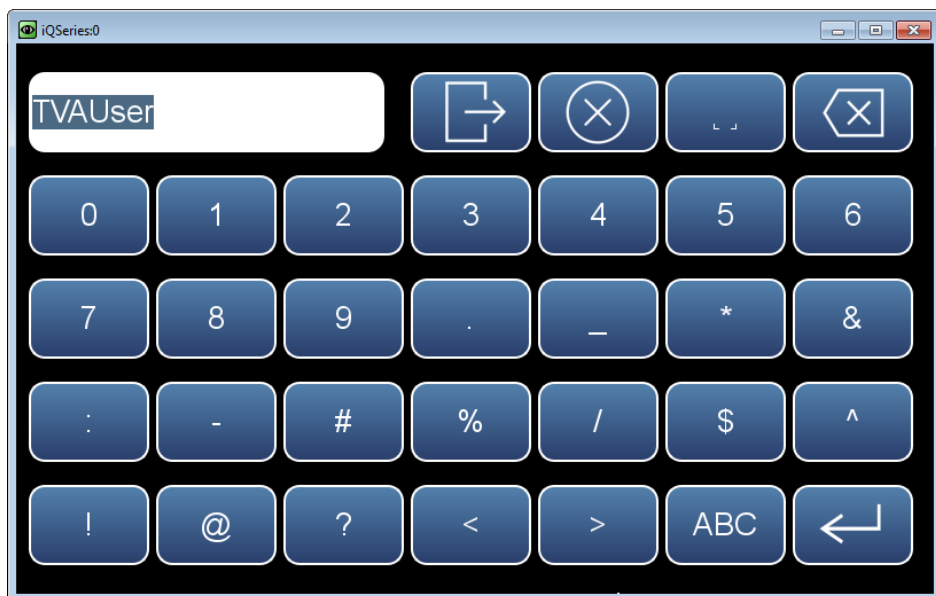 iQSeries:0
TVAUser
0 1 2 3 4 5 6
7 8 9 . _ * &
: - # % / $ ^
! @ ? < > ABC